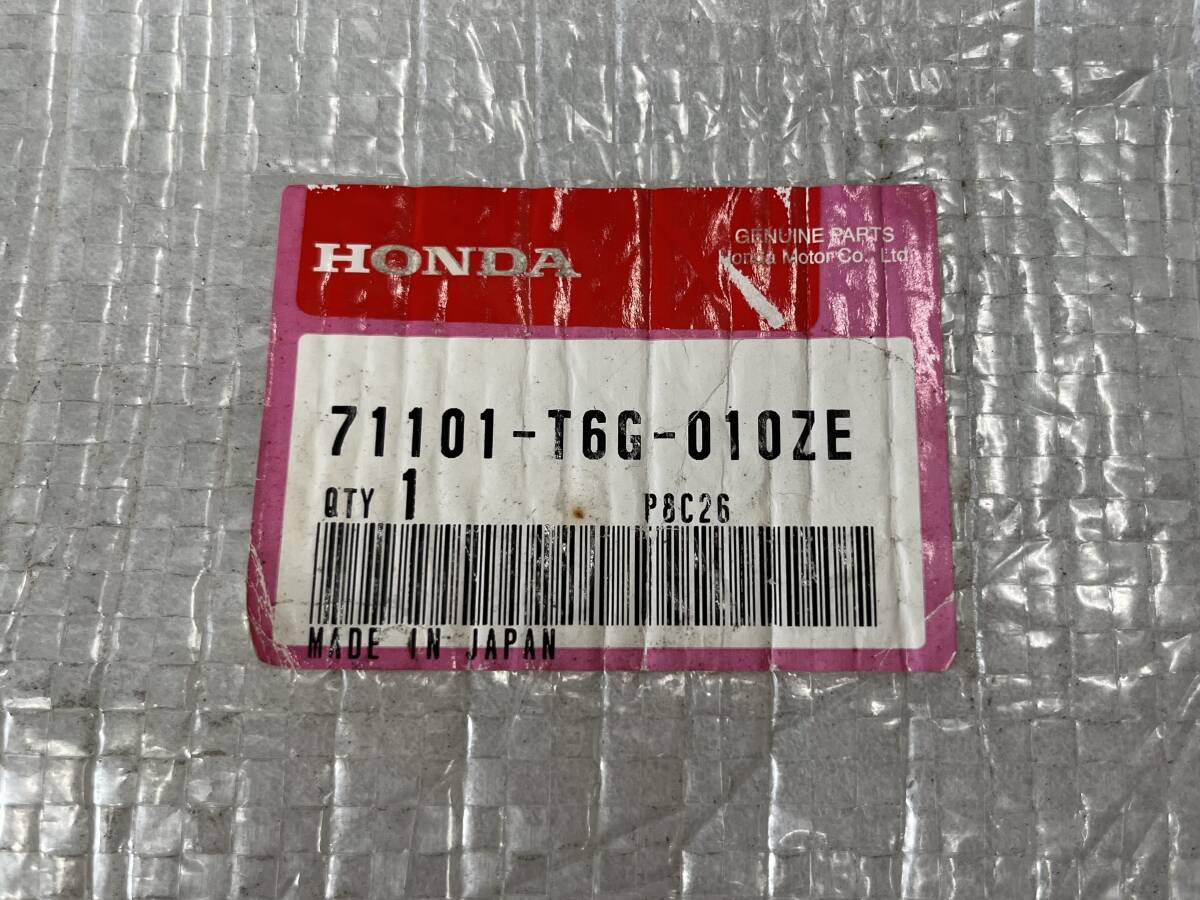 HONDA
GENUINE PARTS
Honda Motor Co., Ltd.
71101-T6G-010ZE
QTY 1
P8C26
MADE IN JAPAN